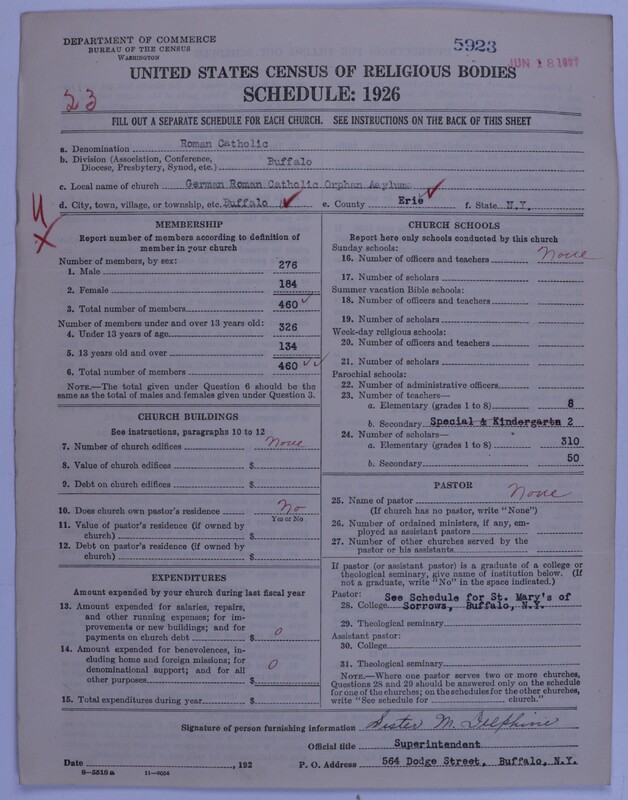 DEPARTMENT OF COMMERCE
BUREAU OF THE CENSUS
WASHINGTON
5923
JUN 18 1927
UNITED STATES CENSUS OF RELIGIOUS BODIES
SCHEDULE: 1926
23
FILL OUT A SEPARATE SCHEDULE FOR EACH CHURCH. SEE INSTRUCTIONS ON THE BACK OF THIS SHEET
a. Denomination Roman Catholic
b. Division (Association, Conference, Diocese, Presbytery, Synod, etc.) Buffalo
c. Local name of church German Roman Catholic Orphan Asylum
d. City, town, village, or township, etc. Buffalo e. County Erie f. State N.Y.
MEMBERSHIP
Report number of members according to definition of
member in your church
Number of members, by sex:
1. Male 276
2. Female 184
3. Total number of members 460
Number of members under and over 13 years old:
4. Under 13 years of age 326
5. 13 years old and over 134
6. Total number of members 460
NOTE.—The total given under Question 6 should be
same as the total of males and females given under Question 3.
CHURCH BUILDINGS
See instructions, paragraphs 10 to 12
7. Number of church edifices None
8. Value of church edifices $
9. Debt on church edifices $
10. Does church own pastor's residence No
Yes or No
11. Value of pastor's residence (if owned by
church) $
12. Debt on pastor's residence (if owned by
church) $
EXPENDITURES
Amount expended by your church during last fiscal year
13. Amount expended for salaries, repairs,
and other running expenses; for im-
provements or new buildings; and for
payments on church debt $ 0
14. Amount expended for benevolences, in-
cluding home and foreign missions; for
denominational support; and for all
other purposes $ 0
15. Total expenditures during year $
CHURCH SCHOOLS
Report here only schools conducted by this church
Sunday schools:
16. Number of officers and teachers None
17. Number of scholars
Summer vacation Bible schools:
18. Number of officers and teachers
19. Number of scholars
Week-day religious schools:
20. Number of officers and teachers
21. Number of scholars
Parochial schools:
22. Number of administrative officers
23. Number of teachers—
a. Elementary (grades 1 to 8) 8
b. Secondary Special & Kindergartn 2
24. Number of scholars—
a. Elementary (grades 1 to 8) 310
b. Secondary 50
PASTOR
25. Name of pastor None
(If church has no pastor, write "None")
26. Number of ordained ministers, if any, em-
ployed as assistant pastors
27. Number of other churches served by the
pastor or his assistants
If pastor (or assistant pastor) is a graduate of a college or
theological seminary, give name of institution below. (If
not a graduate, write "No" in the space indicated.)
Pastor: See Schedule for St. Mary's of
28. College Sorrows, Buffalo, N.Y.
29. Theological seminary
Assistant pastor:
30. College
31. Theological seminary
NOTE.—Where one pastor serves two or more churches,
Questions 28 and 29 should be answered only on the schedule
for one of the churches; on the schedules for the other churches,
write "See schedule for church."
Signature of person furnishing information Sister M. Delphine
Official title Superintendent
Date , 192 P. O. Address 564 Dodge Street, Buffalo, N.Y.
8—5518a 11—9054